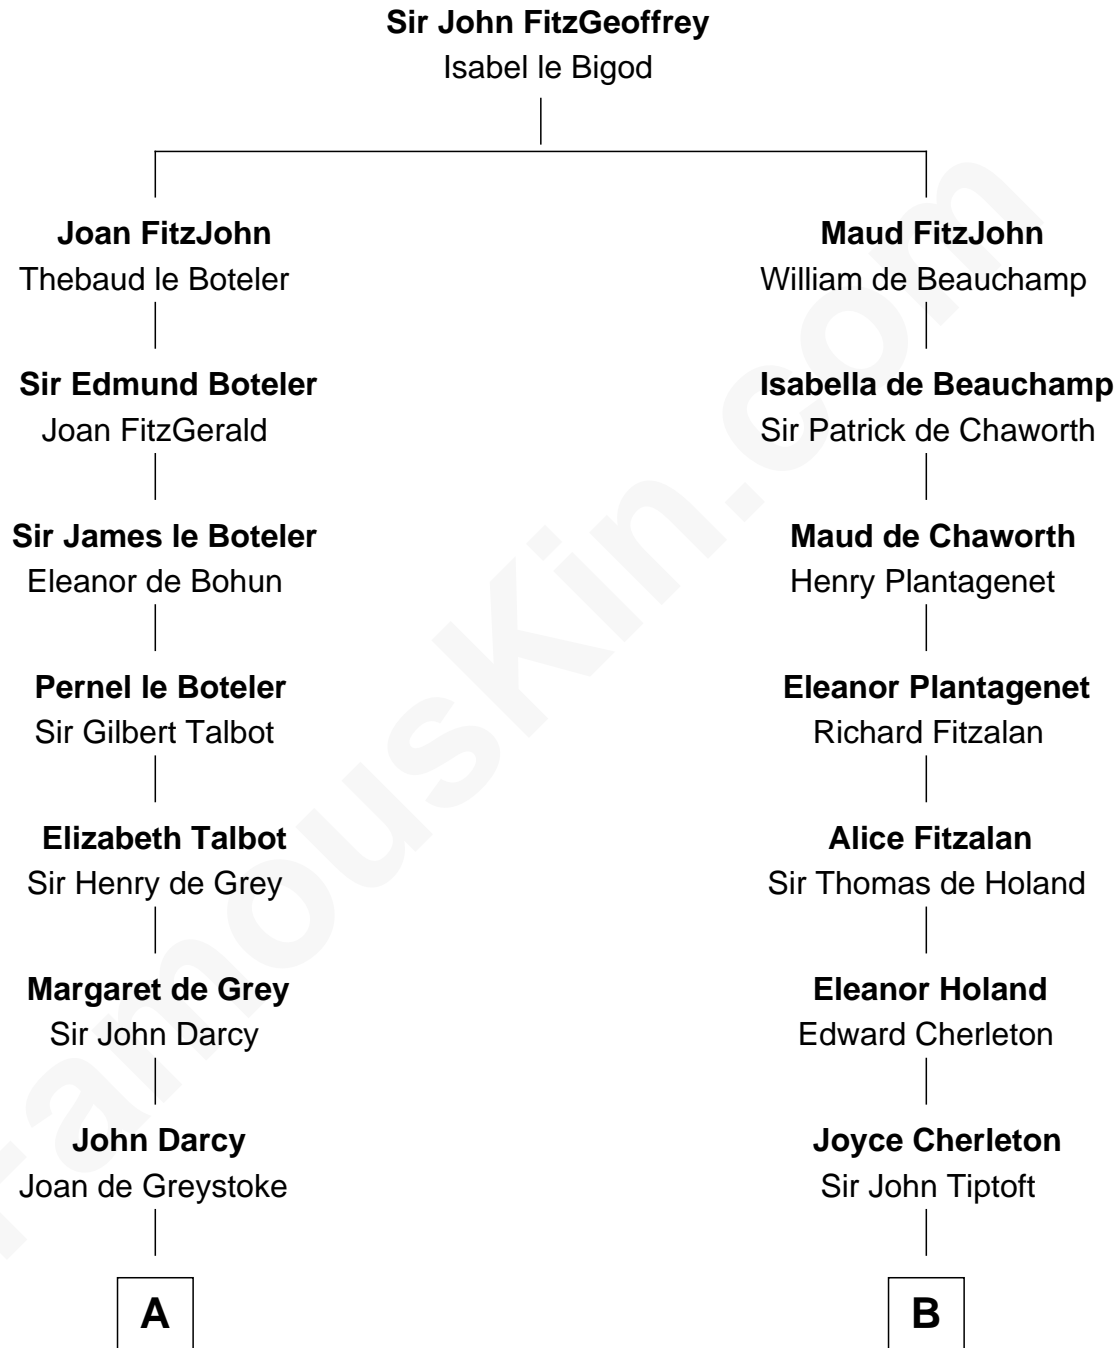 Sir John FitzGeoffrey
Isabel le Bigod
Joan FitzJohn
Thebaud le Boteler
Maud FitzJohn
William de Beauchamp
Sir Edmund Boteler
Joan FitzGerald
Isabella de Beauchamp
Sir Patrick de Chaworth
Sir James le Boteler
Eleanor de Bohun
Maud de Chaworth
Henry Plantagenet
Pernel le Boteler
Sir Gilbert Talbot
Eleanor Plantagenet
Richard Fitzalan
Elizabeth Talbot
Sir Henry de Grey
Alice Fitzalan
Sir Thomas de Holand
Margaret de Grey
Sir John Darcy
Eleanor Holand
Edward Cherleton
John Darcy
Joan de Greystoke
Joyce Cherleton
Sir John Tiptoft
A
B
FamousKin.com